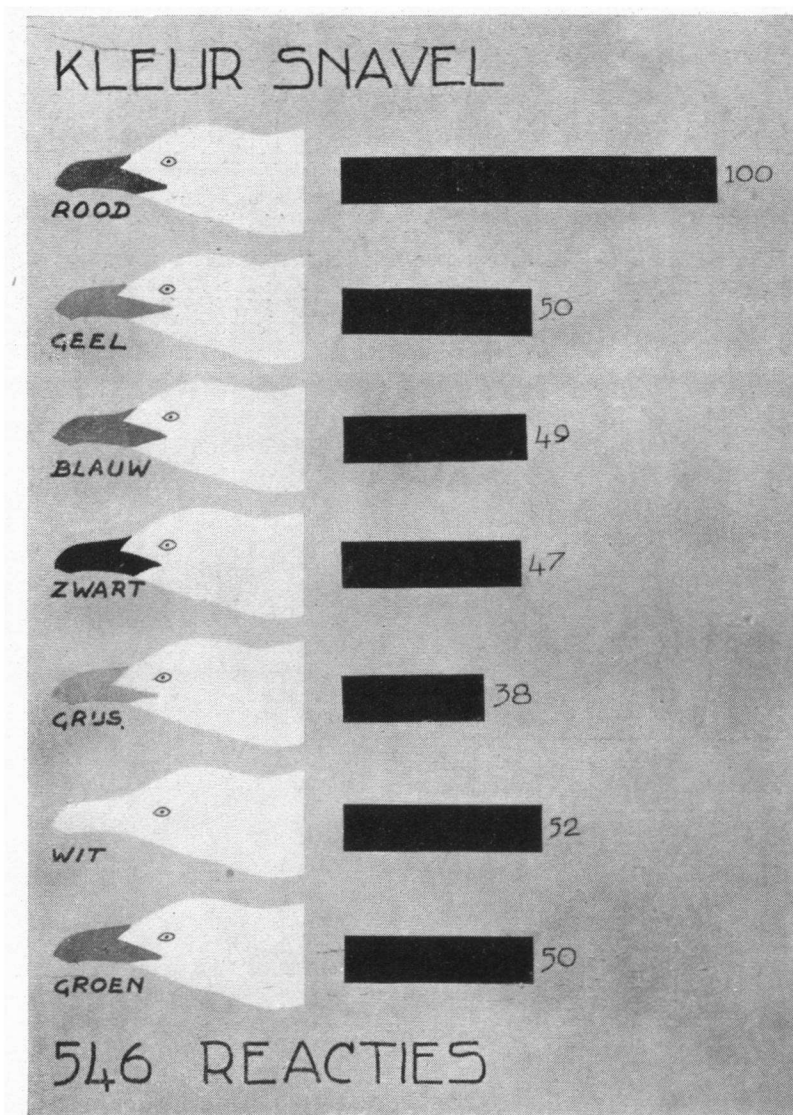 KLEUR SNAVEL
ROOD 100
GEEL 50
BLAUW 49
ZWART 47
GRIJS. 38
WIT 52
GROEN 50
546 REACTIES